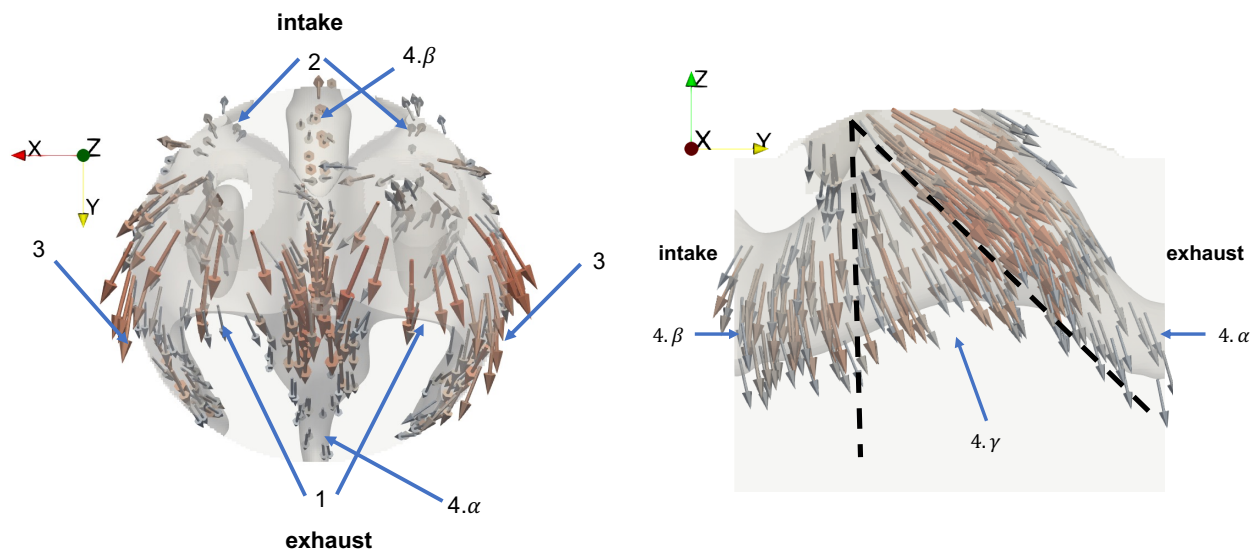 intake
2
4.β
X
Z
Y
3
3
1
4.α
exhaust
Z
X
Y
intake
exhaust
4.β
4.α
4.γ